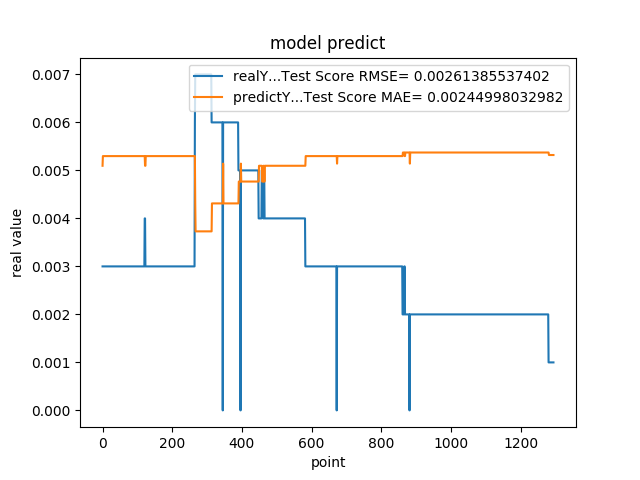 model predict
realY...Test Score RMSE= 0.00261385537402
predictY...Test Score MAE= 0.00244998032982
0.007
0.006
0.005
0.004
0.003
0.002
0.001
0.000
real value
0 200 400 600 800 1000 1200
point